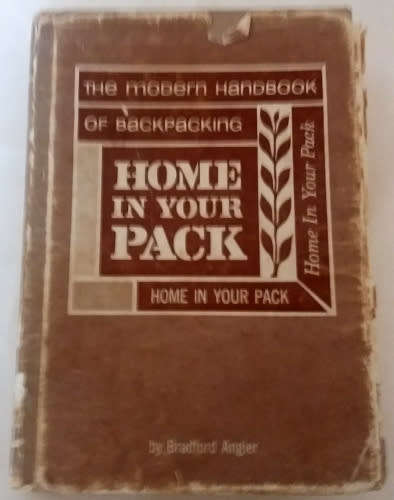 THE MODERN HANDBOOK
OF BACKPACKING
HOME
IN YOUR
PACK
Home In Your Pack
HOME IN YOUR PACK
by Bradford Angier